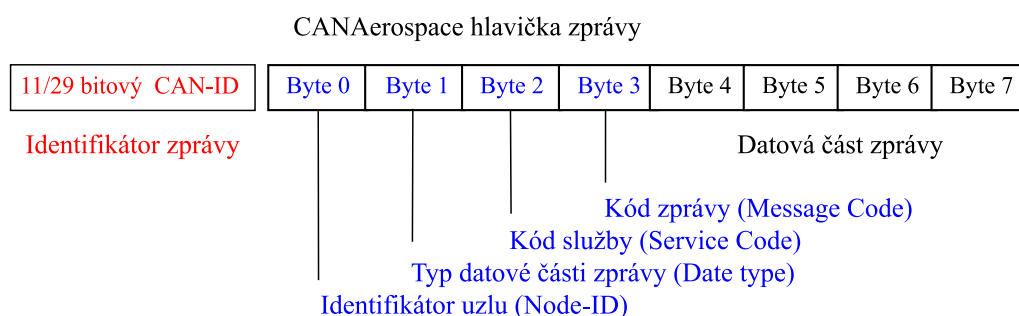 CANAerospace hlavička zprávy
11/29 bitový CAN-ID Byte 0 Byte 1 Byte 2 Byte 3 Byte 4 Byte 5 Byte 6 Byte 7
Identifikátor zprávy Datová část zprávy
Kód zprávy (Message Code)
Kód služby (Service Code)
Typ datové části zprávy (Date type)
Identifikátor uzlu (Node-ID)